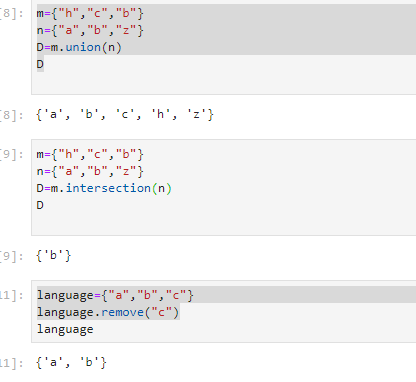 [8]: m={"h","c","b"}
n={"a","b","z"}
D=m.union(n)
D
[8]: {'a', 'b', 'c', 'h', 'z'}
[9]: m={"h","c","b"}
n={"a","b","z"}
D=m.intersection(n)
D
[9]: {'b'}
11]: language={"a","b","c"}
language.remove("c")
language
11]: {'a', 'b'}